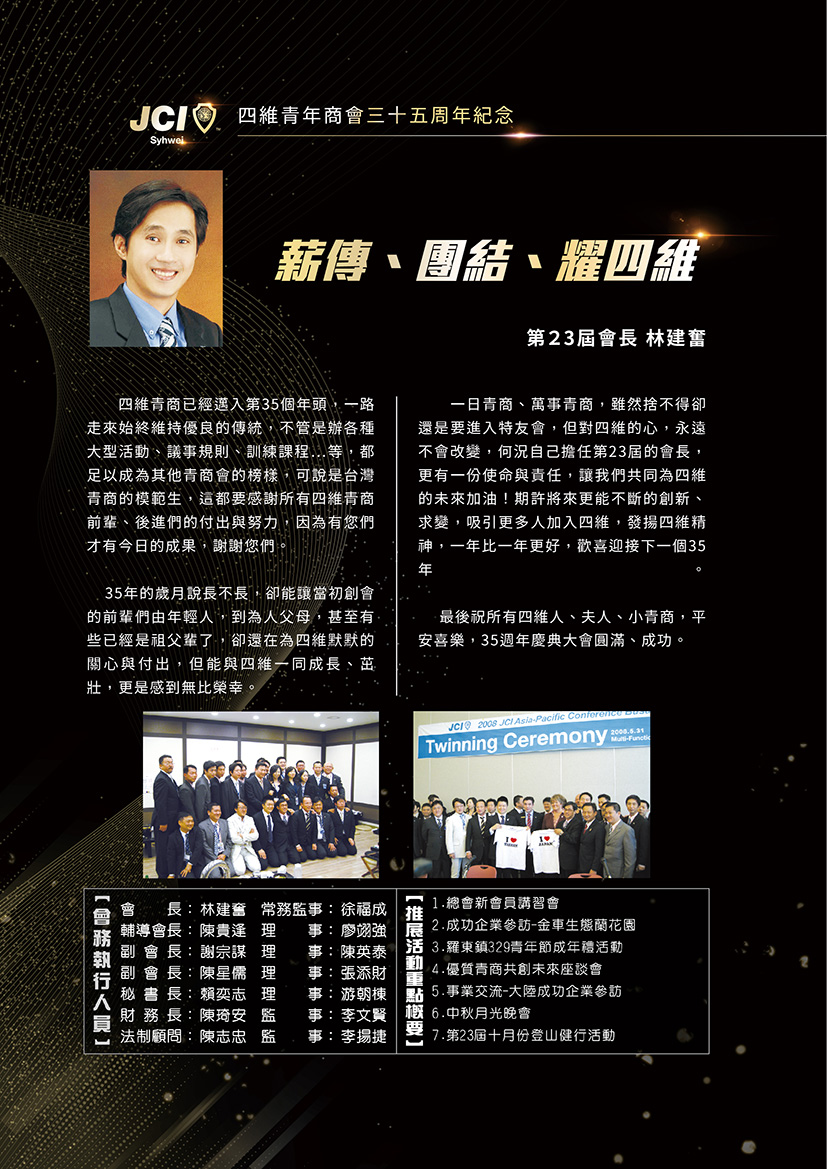 JCI
Syhwei
四維青年商會三十五周年紀念
薪傳、團結、耀四維
第23屆會長 林建奮
四維青商已經邁入第35個年頭，一路
走來始終維持優良的傳統，不管是辦各種
大型活動、議事規則、訓練課程...等，都
足以成為其他青商會的榜樣，可說是台灣
青商的模範生，這都要感謝所有四維青商
前輩、後進們的付出與努力，因為有您們
才有今日的成果，謝謝您們。
35年的歲月說長不長，卻能讓當初創會
的前輩們由年輕人，到為人父母，甚至有
些已經是祖父輩了，卻還在為四維默默的
關心與付出，但能與四維一同成長、茁
壯，更是感到無比榮幸。
一日青商、萬事青商，雖然捨不得卻
還是要進入特友會，但對四維的心，永遠
不會改變，何況自己擔任第23屆的會長，
更有一份使命與責任，讓我們共同為四維
的未來加油！期許將來更能不斷的創新、
求變，吸引更多人加入四維，發揚四維精
神，一年比一年更好，歡喜迎接下一個35
年。
最後祝所有四維人、夫人、小青商，平
安喜樂，35週年慶典大會圓滿、成功。
JCI 2008 JCI Asia-Pacific Conference
Twinning Ceremony
2008.5.31
Multi-Functio
I ❤
I ❤
JAPAN
【會務執行人員】
會長：林建奮 常務監事：徐福成
輔導會長：陳貴逢 理事：廖翊強
副會長：謝宗謀 理事：陳英泰
副會長：陳星儒 理事：張添財
秘書長：賴奕志 理事：游朝棟
財務長：陳琦安 監事：李文賢
法制顧問：陳志忠 監事：李揚捷
【推展活動重點概要】
1.總會新會員講習會
2.成功企業參訪-金車生態蘭花園
3.羅東鎮329青年節成年禮活動
4.優質青商共創未來座談會
5.事業交流-大陸成功企業參訪
6.中秋月光晚會
7.第23屆十月份登山健行活動